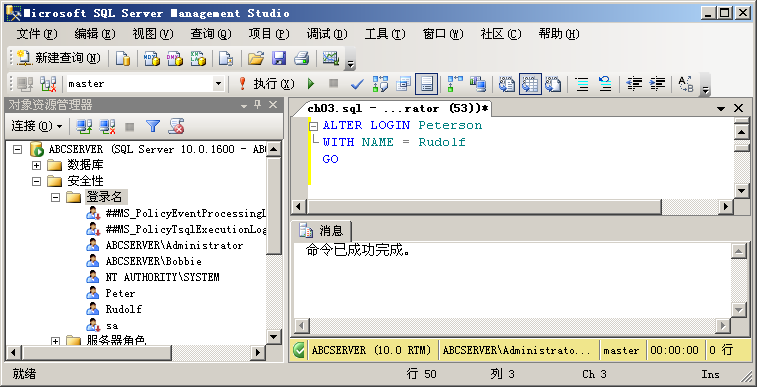 Microsoft SQL Server Management Studio
文件(F) 编辑(E) 视图(V) 查询(Q) 项目(P) 调试(D) 工具(T) 窗口(W) 社区(C) 帮助(H)
新建查询(N)
master 执行(X)
对象资源管理器
连接(O)
ABCSERVER (SQL Server 10.0.1600 - ABC
数据库
安全性
登录名
##MS_PolicyEventProcessingL
##MS_PolicyTsqlExecutionLog
ABCSERVER\Administrator
ABCSERVER\Bobbie
NT AUTHORITY\SYSTEM
Peter
Rudolf
sa
服务器角色
ch03.sql - ...rator (53))*
ALTER LOGIN Peterson
WITH NAME = Rudolf
GO
消息
命令已成功完成。
ABCSERVER (10.0 RTM) ABCSERVER\Administrato... master 00:00:00 0 行
就绪 行 50 列 3 Ch 3 Ins